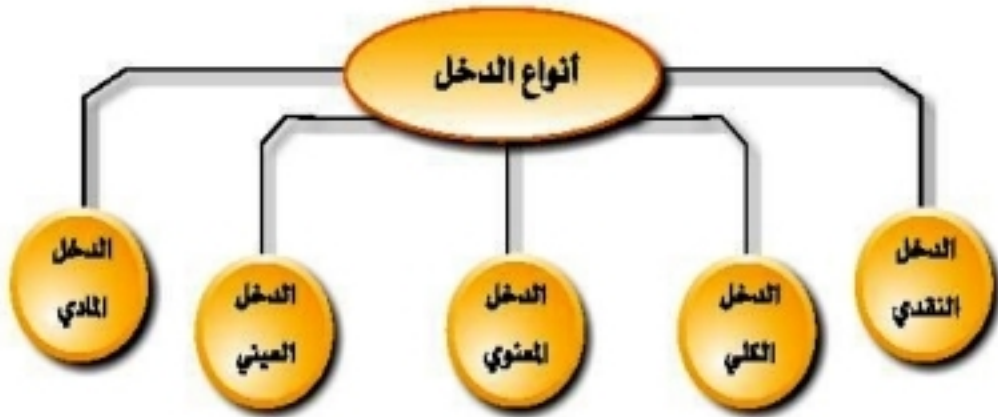 أنواع الدخل
الدخل
النقدي
الدخل
الكلي
الدخل
المعنوي
الدخل
العيني
الدخل
المادي